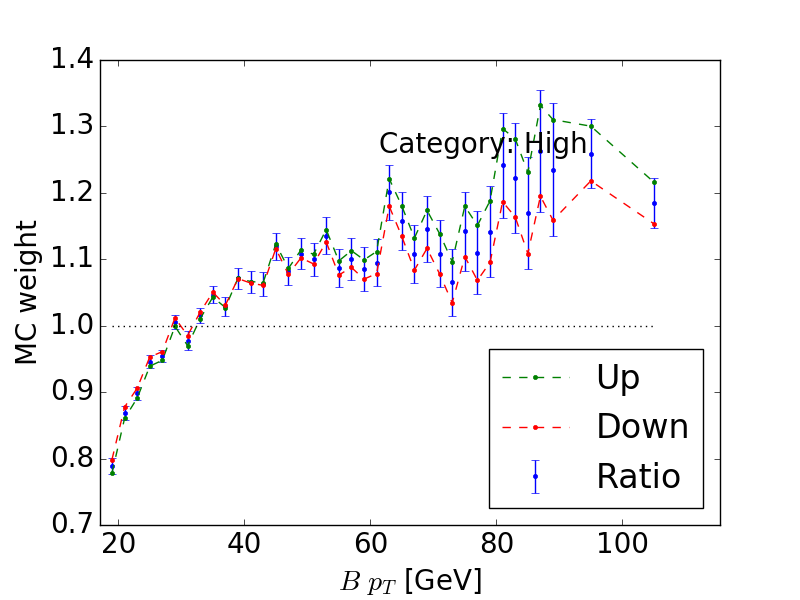 1.4
1.3
1.2
1.1
1.0
0.9
0.8
0.7
MC weight
Category: High
Up
Down
Ratio
20 40 60 80 100
B p_T [GeV]